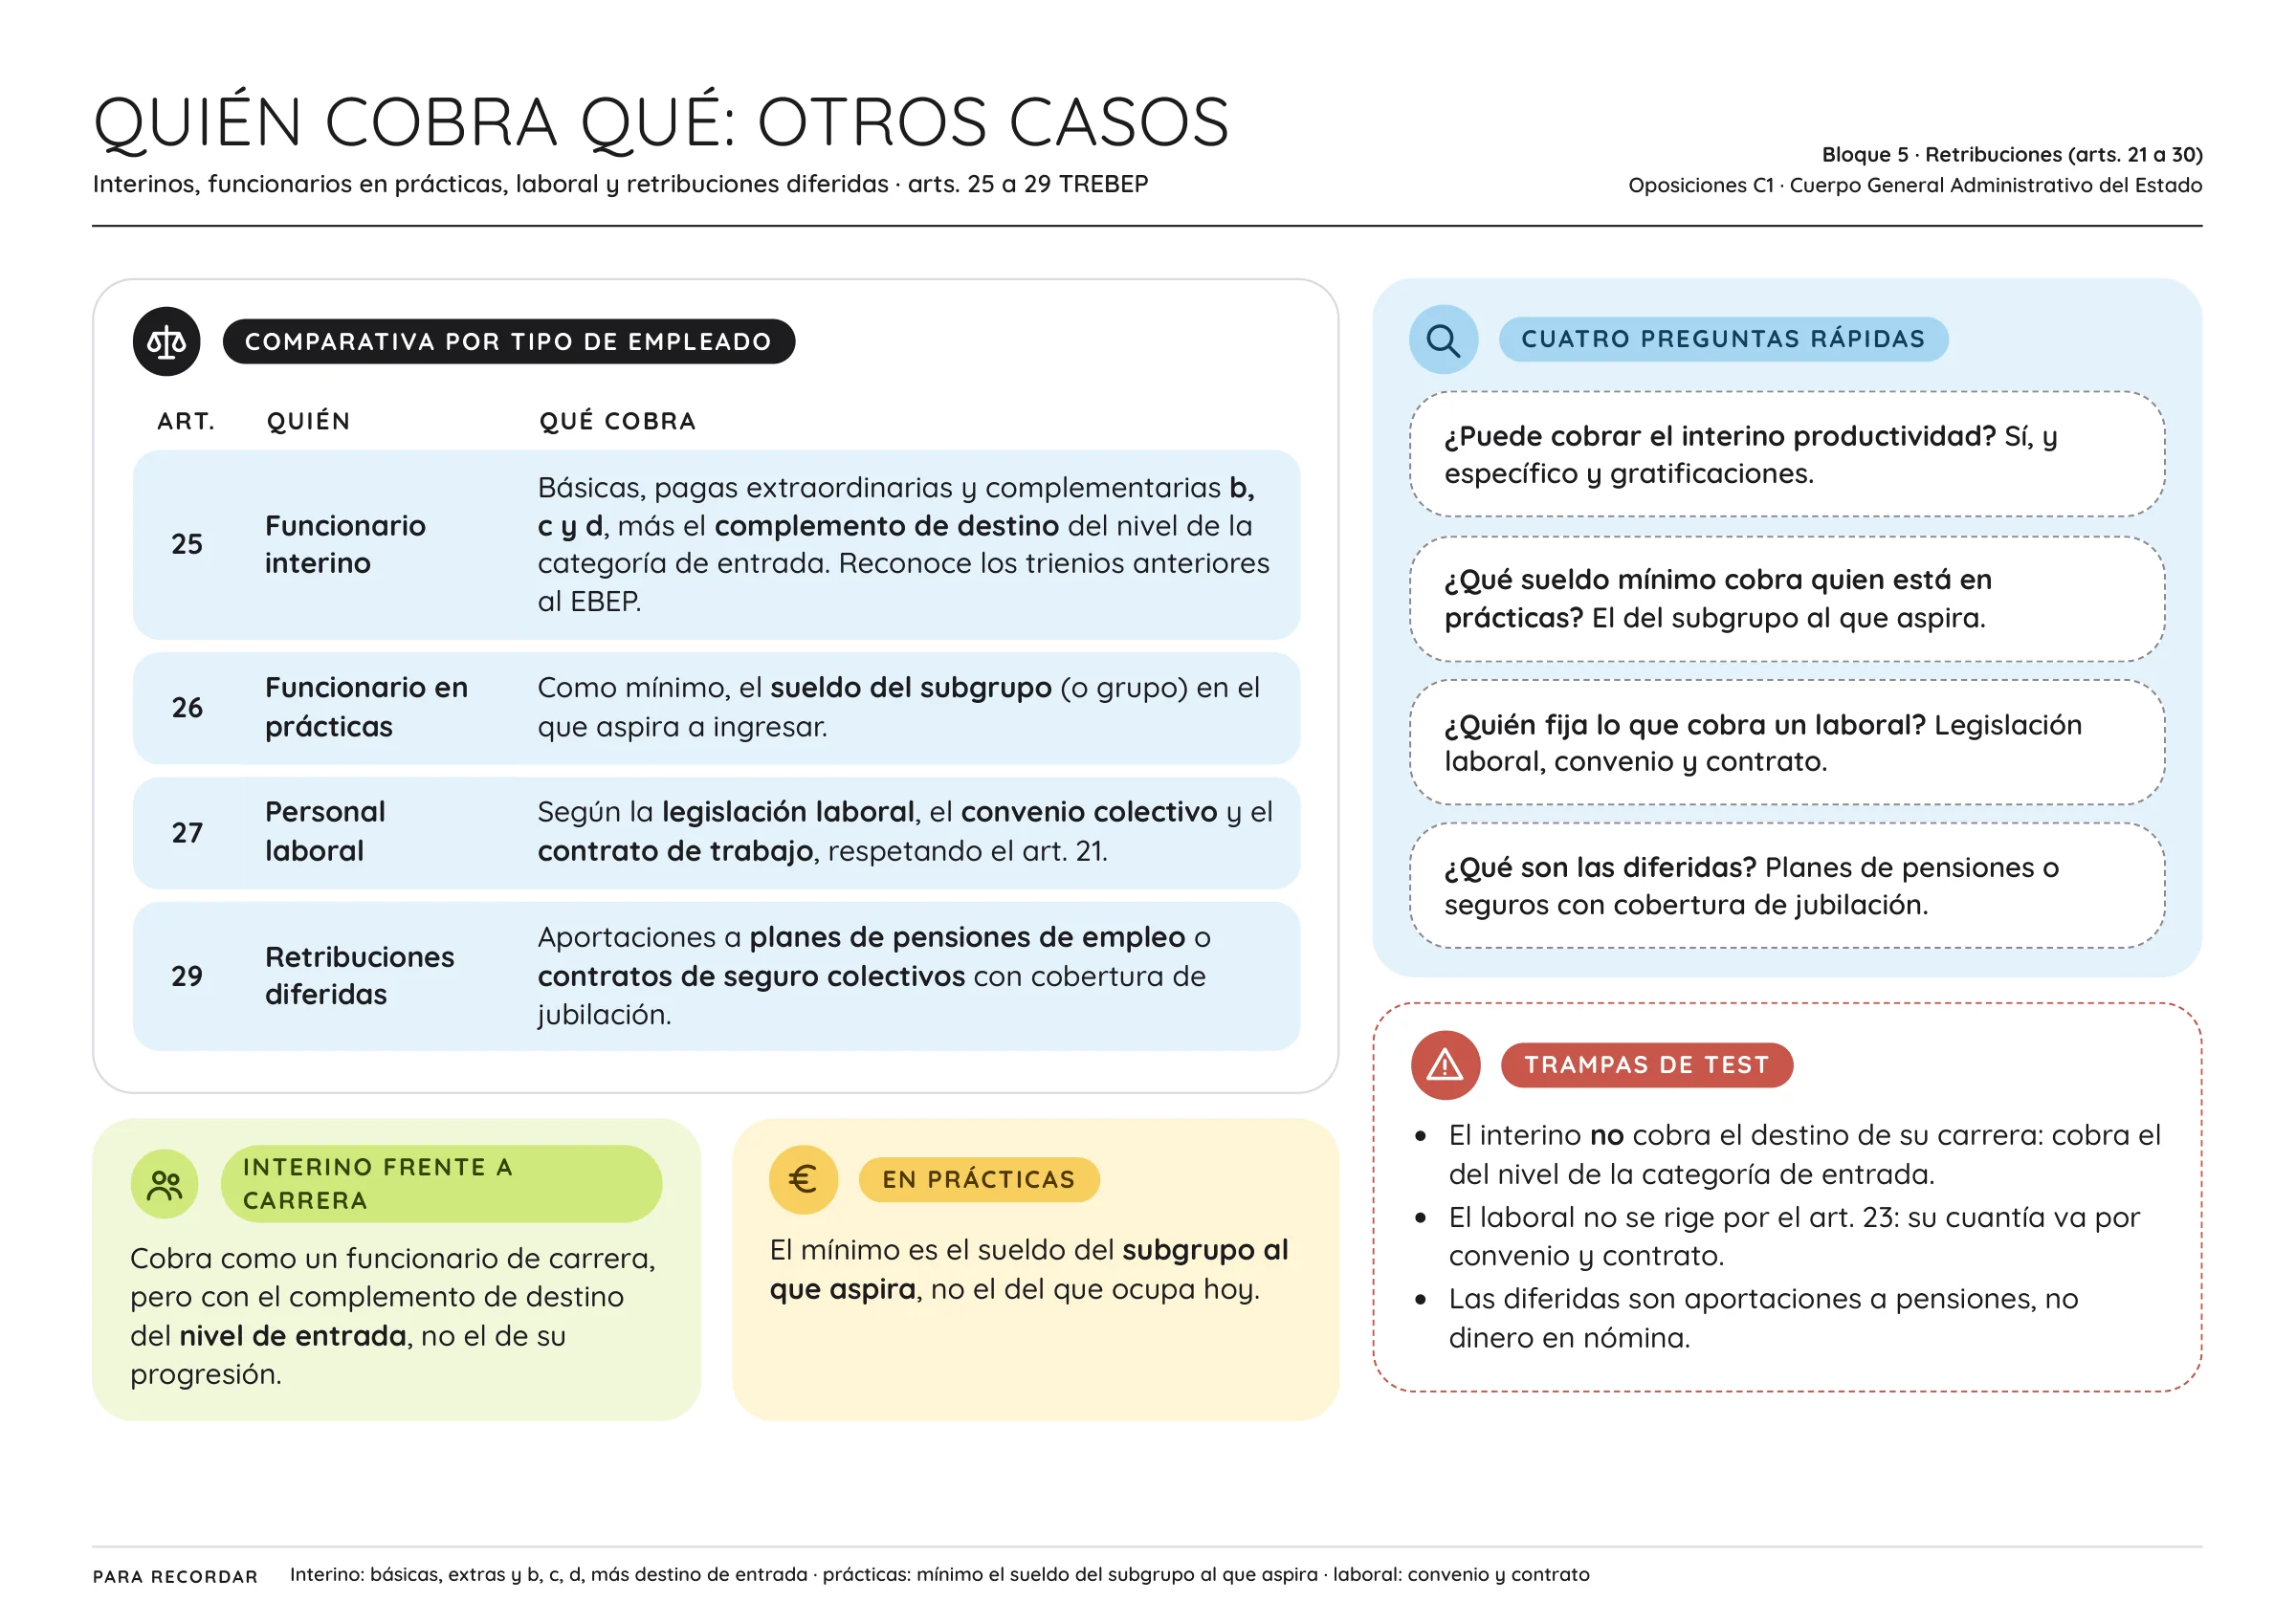 QUIÉN COBRA QUÉ: OTROS CASOS
Interinos, funcionarios en prácticas, laboral y retribuciones diferidas · arts. 25 a 29 TREBEP
Bloque 5 · Retribuciones (arts. 21 a 30)
Oposiciones C1 · Cuerpo General Administrativo del Estado
COMPARATIVA POR TIPO DE EMPLEADO
ART. QUIÉN QUÉ COBRA
25
Funcionario
interino
Básicas, pagas extraordinarias y complementarias b,
c y d, más el complemento de destino del nivel de la
categoría de entrada. Reconoce los trienios anteriores
al EBEP.
26
Funcionario en
prácticas
Como mínimo, el sueldo del subgrupo (o grupo) en el
que aspira a ingresar.
27
Personal
laboral
Según la legislación laboral, el convenio colectivo y el
contrato de trabajo, respetando el art. 21.
29
Retribuciones
diferidas
Aportaciones a planes de pensiones de empleo o
contratos de seguro colectivos con cobertura de
jubilación.
INTERINO FRENTE A
CARRERA
Cobra como un funcionario de carrera,
pero con el complemento de destino
del nivel de entrada, no el de su
progresión.
€
EN PRÁCTICAS
El mínimo es el sueldo del subgrupo al
que aspira, no el del que ocupa hoy.
CUATRO PREGUNTAS RÁPIDAS
¿Puede cobrar el interino productividad? Sí, y
específico y gratificaciones.
¿Qué sueldo mínimo cobra quien está en
prácticas? El del subgrupo al que aspira.
¿Quién fija lo que cobra un laboral? Legislación
laboral, convenio y contrato.
¿Qué son las diferidas? Planes de pensiones o
seguros con cobertura de jubilación.
TRAMPAS DE TEST
• El interino no cobra el destino de su carrera: cobra el
del nivel de la categoría de entrada.
• El laboral no se rige por el art. 23: su cuantía va por
convenio y contrato.
• Las diferidas son aportaciones a pensiones, no
dinero en nómina.
PARA RECORDAR Interino: básicas, extras y b, c, d, más destino de entrada · prácticas: mínimo el sueldo del subgrupo al que aspira · laboral: convenio y contrato